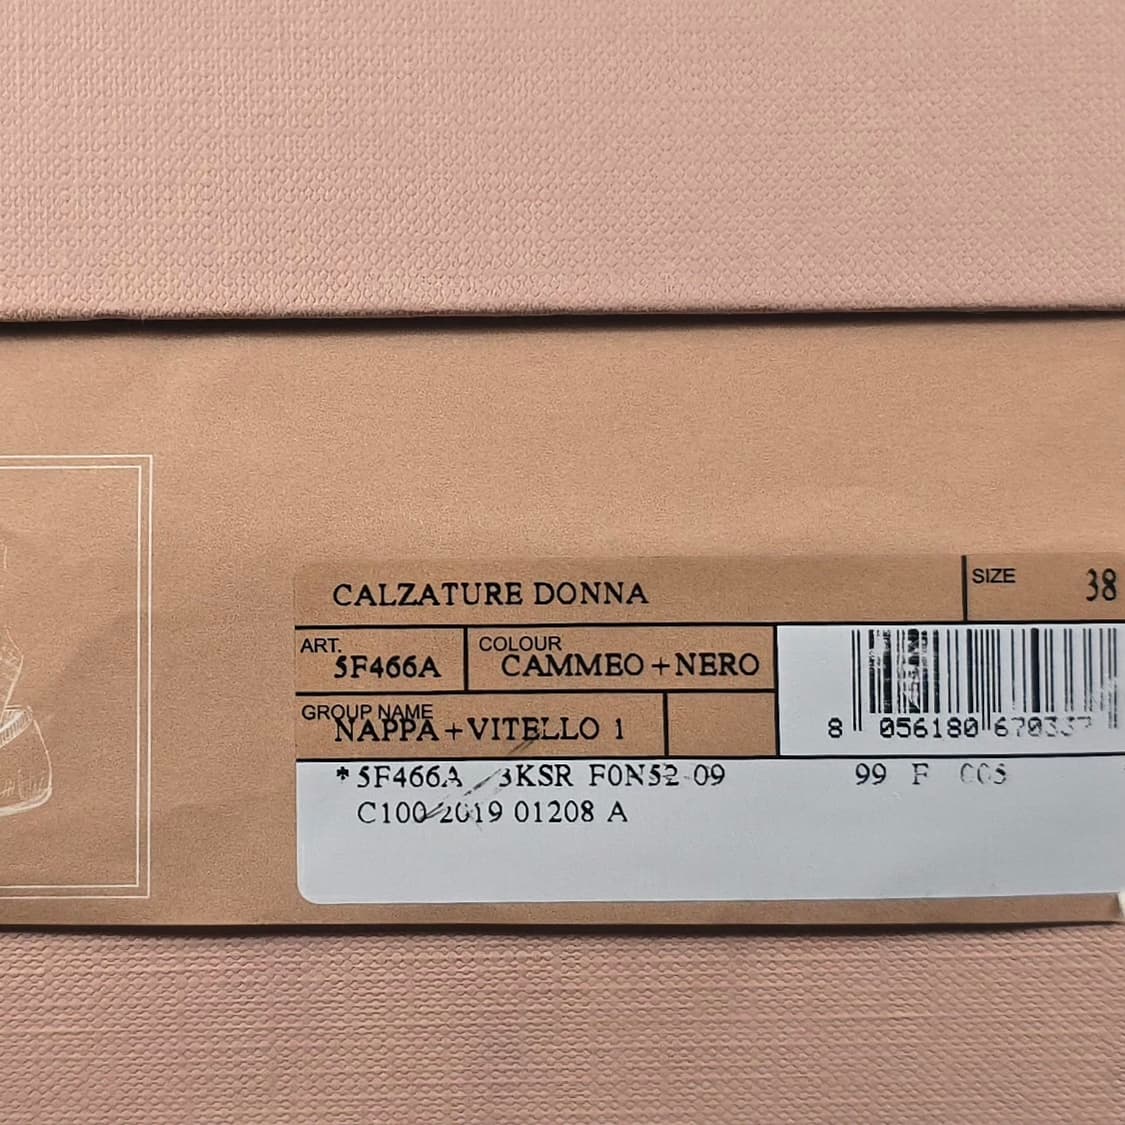 CALZATURE DONNA SIZE 38
ART. 5F466A COLOUR CAMMEO+NERO
GROUP NAME NAPPA+VITELLO 1
8 056180 670337
*5F466A 3KSR F0N52 09 99 F 005
C100 2019 01208 A